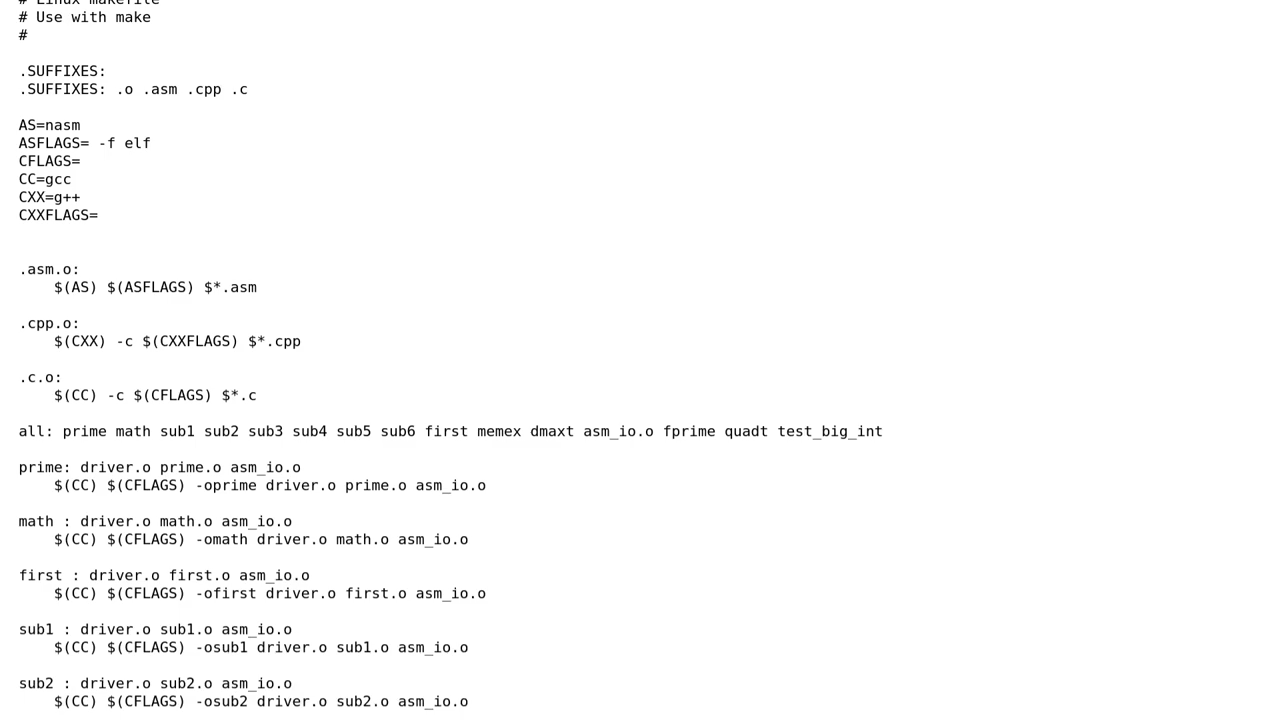 # Linux makefile
# Use with make
#

.SUFFIXES:
.SUFFIXES: .o .asm .cpp .c

AS=nasm
ASFLAGS= -f elf
CFLAGS=
CC=gcc
CXX=g++
CXXFLAGS=


.asm.o:
    $(AS) $(ASFLAGS) $*.asm

.cpp.o:
    $(CXX) -c $(CXXFLAGS) $*.cpp

.c.o:
    $(CC) -c $(CFLAGS) $*.c

all: prime math sub1 sub2 sub3 sub4 sub5 sub6 first memex dmaxt asm_io.o fprime quadt test_big_int

prime: driver.o prime.o asm_io.o
    $(CC) $(CFLAGS) -oprime driver.o prime.o asm_io.o

math : driver.o math.o asm_io.o
    $(CC) $(CFLAGS) -omath driver.o math.o asm_io.o

first : driver.o first.o asm_io.o
    $(CC) $(CFLAGS) -ofirst driver.o first.o asm_io.o

sub1 : driver.o sub1.o asm_io.o
    $(CC) $(CFLAGS) -osub1 driver.o sub1.o asm_io.o

sub2 : driver.o sub2.o asm_io.o
    $(CC) $(CFLAGS) -osub2 driver.o sub2.o asm_io.o